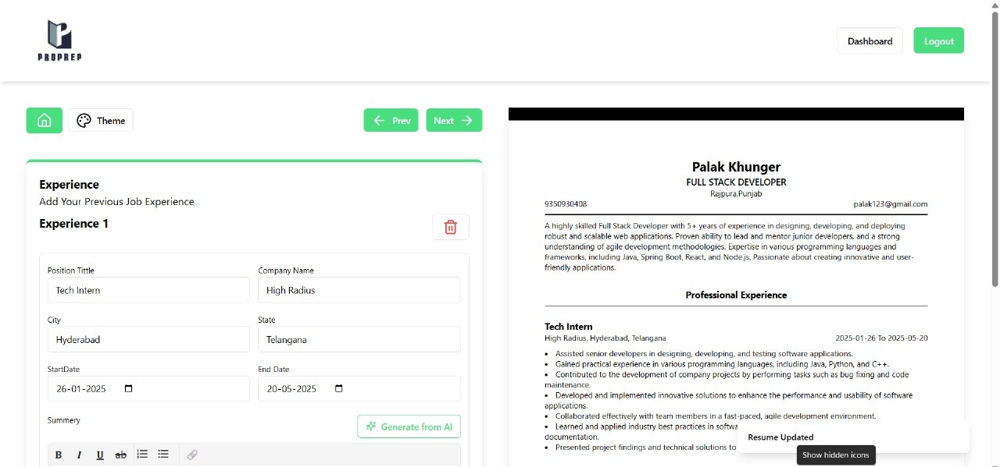 PROPREP
Dashboard
Logout
Theme
Prev
Next
Experience
Add Your Previous Job Experience
Experience 1
Position Tittle
Company Name
Tech Intern
High Radius
City
State
Hyderabad
Telangana
StartDate
End Date
26-01-2025
20-05-2025
Summery
Generate from AI
B I U ab
Palak Khunger
FULL STACK DEVELOPER
Rajpura,Punjab
9350930408
palak123@gmail.com
A highly skilled Full Stack Developer with 5+ years of experience in designing, developing, and deploying
robust and scalable web applications. Proven ability to lead and mentor junior developers, and a strong
understanding of agile development methodologies. Expertise in various programming languages and
frameworks, including Java, Spring Boot, React, and Node.js. Passionate about creating innovative and user-
friendly applications.
Professional Experience
Tech Intern
High Radius, Hyderabad, Telangana
2025-01-26 To 2025-05-20
• Assisted senior developers in designing, developing, and testing software applications.
• Gained practical experience in various programming languages, including Java, Python, and C++.
• Contributed to the development of company projects by performing tasks such as bug fixing and code
maintenance.
• Developed and implemented innovative solutions to enhance the performance and usability of software
applications.
• Collaborated effectively with team members in a fast-paced, agile development environment.
• Learned and applied industry best practices in softwa
documentation.
• Presented project findings and technical solutions to
Resume Updated
Show hidden icons